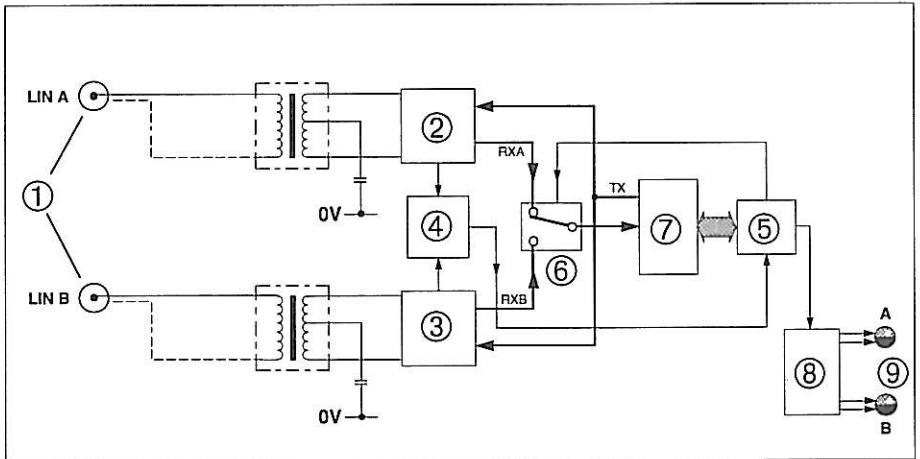 LIN A
②
RXA
TX
①
0V
④
⑦
⑤
⑥
LIN B
RXB
③
A
⑧
⑨
0V
B